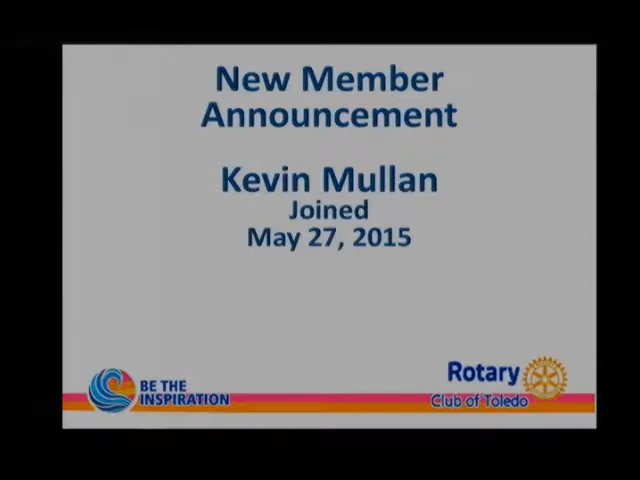 New Member
Announcement
Kevin Mullan
Joined
May 27, 2015
BE THE
INSPIRATION
Rotary
Club of Toledo